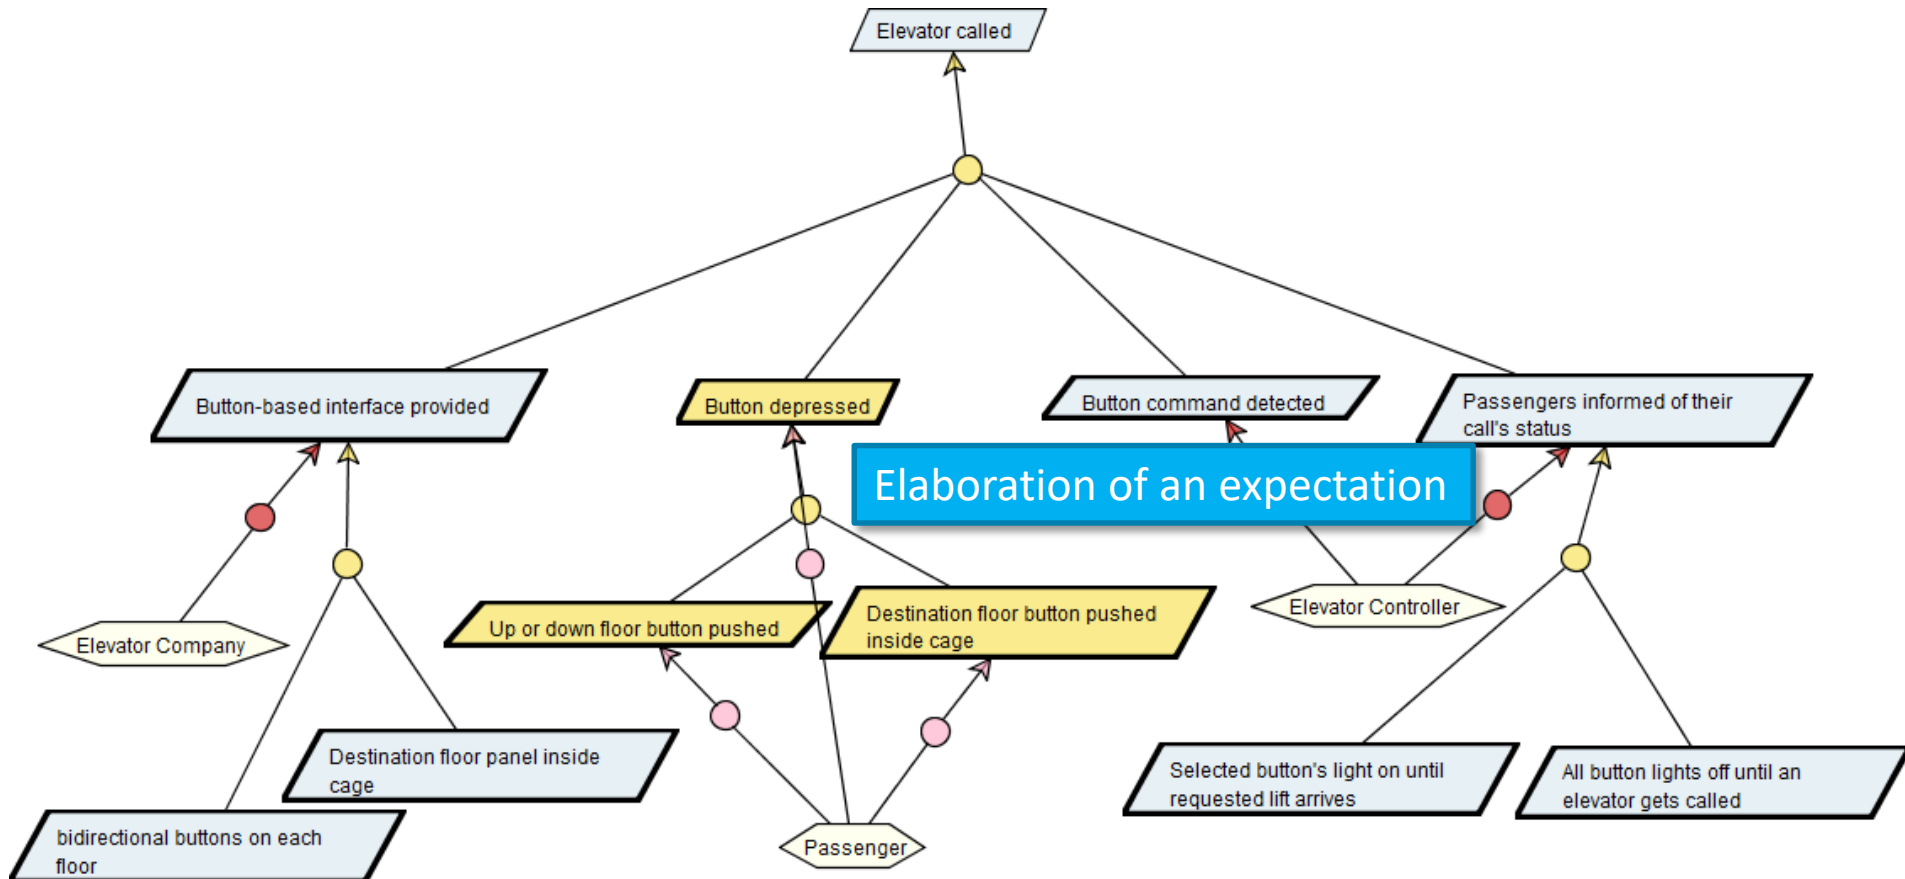 Elevator called
Button-based interface provided
Button depressed
Button command detected
Passengers informed of their
call's status
Elaboration of an expectation
Elevator Company
Up or down floor button pushed
Destination floor button pushed
inside cage
Elevator Controller
Destination floor panel inside
cage
Selected button's light on until
requested lift arrives
All button lights off until an
elevator gets called
bidirectional buttons on each
floor
Passenger